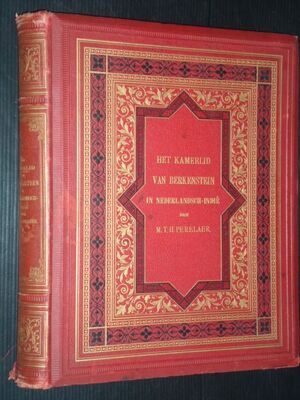 HET KAMERLID
VAN BERKENSTEIN
IN NEDERLANDSCH-INDIË
DOOR
M. T. H. PERELAER.